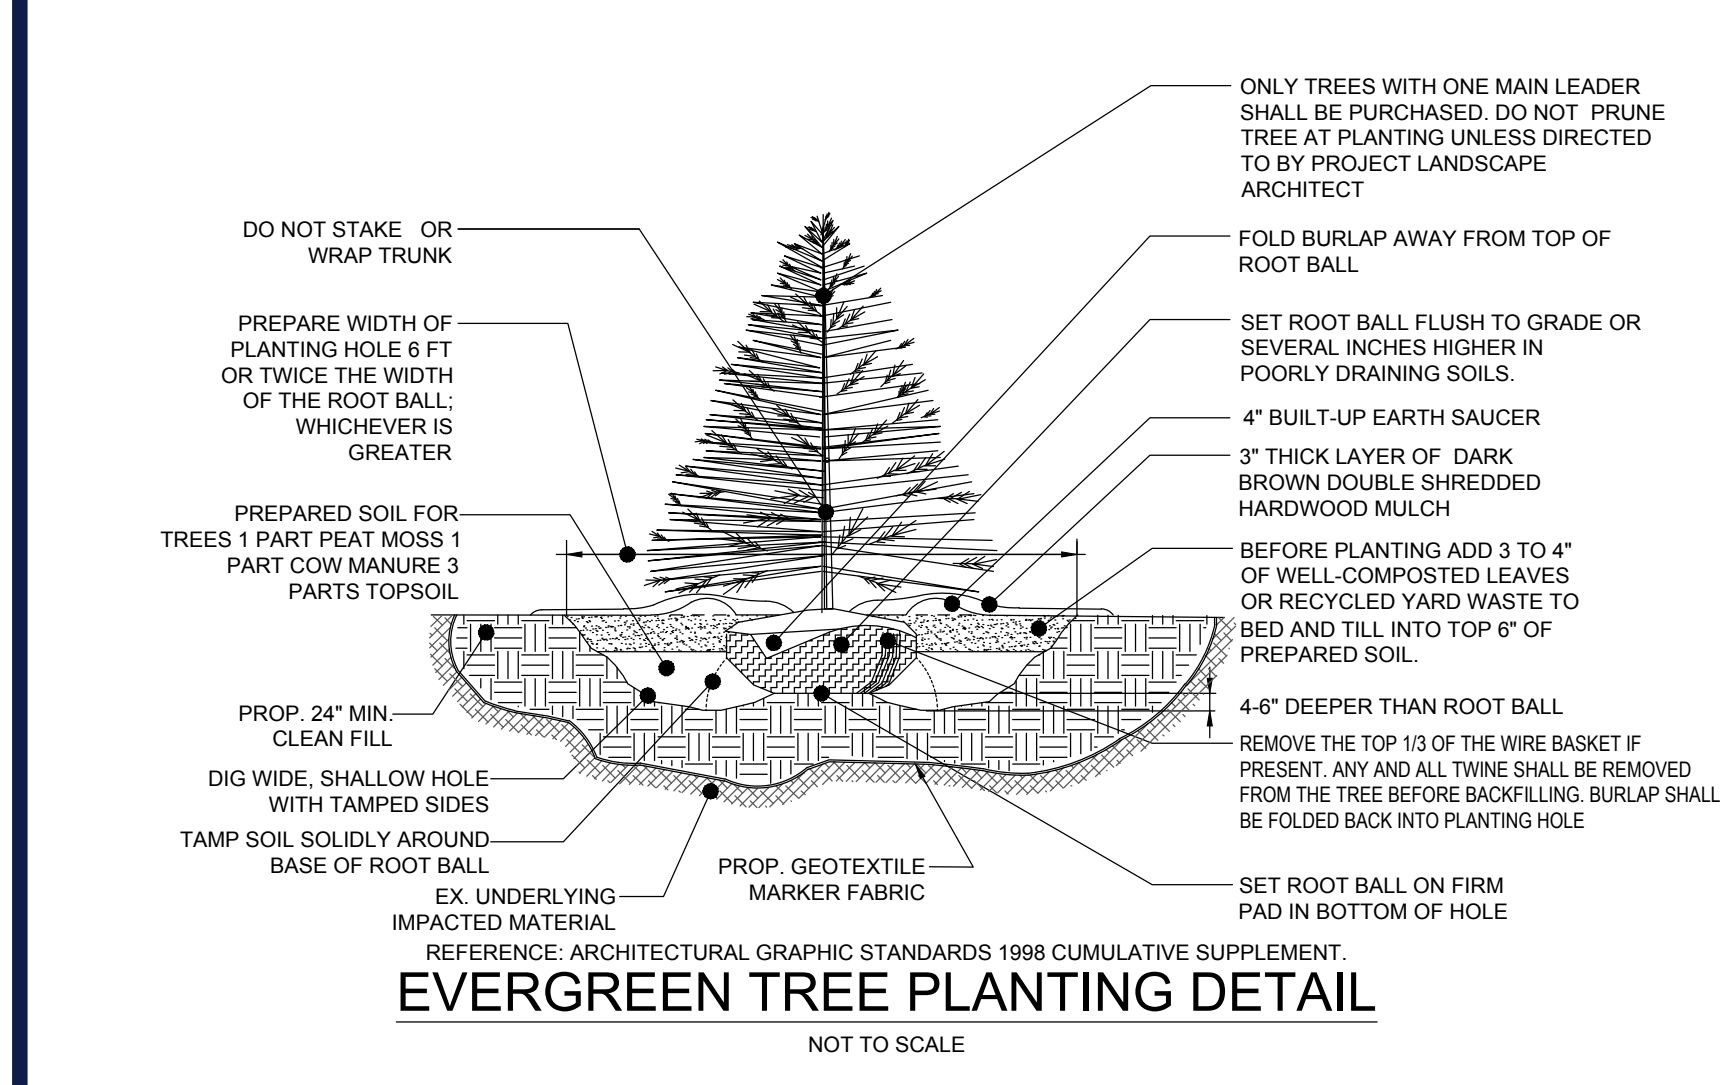 DO NOT STAKE OR
WRAP TRUNK
PREPARE WIDTH OF
PLANTING HOLE 6 FT
OR TWICE THE WIDTH
OF THE ROOT BALL;
WHICHEVER IS
GREATER
PREPARED SOIL FOR
TREES 1 PART PEAT MOSS 1
PART COW MANURE 3
PARTS TOPSOIL
PROP. 24" MIN.
CLEAN FILL
DIG WIDE, SHALLOW HOLE
WITH TAMPED SIDES
TAMP SOIL SOLIDLY AROUND
BASE OF ROOT BALL
EX. UNDERLYING
IMPACTED MATERIAL
PROP. GEOTEXTILE
MARKER FABRIC
ONLY TREES WITH ONE MAIN LEADER
SHALL BE PURCHASED. DO NOT PRUNE
TREE AT PLANTING UNLESS DIRECTED
TO BY PROJECT LANDSCAPE
ARCHITECT
FOLD BURLAP AWAY FROM TOP OF
ROOT BALL
SET ROOT BALL FLUSH TO GRADE OR
SEVERAL INCHES HIGHER IN
POORLY DRAINING SOILS.
4" BUILT-UP EARTH SAUCER
3" THICK LAYER OF DARK
BROWN DOUBLE SHREDDED
HARDWOOD MULCH
BEFORE PLANTING ADD 3 TO 4"
OF WELL-COMPOSTED LEAVES
OR RECYCLED YARD WASTE TO
BED AND TILL INTO TOP 6" OF
PREPARED SOIL.
4-6" DEEPER THAN ROOT BALL
REMOVE THE TOP 1/3 OF THE WIRE BASKET IF
PRESENT. ANY AND ALL TWINE SHALL BE REMOVED
FROM THE TREE BEFORE BACKFILLING. BURLAP SHALL
BE FOLDED BACK INTO PLANTING HOLE
SET ROOT BALL ON FIRM
PAD IN BOTTOM OF HOLE
REFERENCE: ARCHITECTURAL GRAPHIC STANDARDS 1998 CUMULATIVE SUPPLEMENT.
EVERGREEN TREE PLANTING DETAIL
NOT TO SCALE